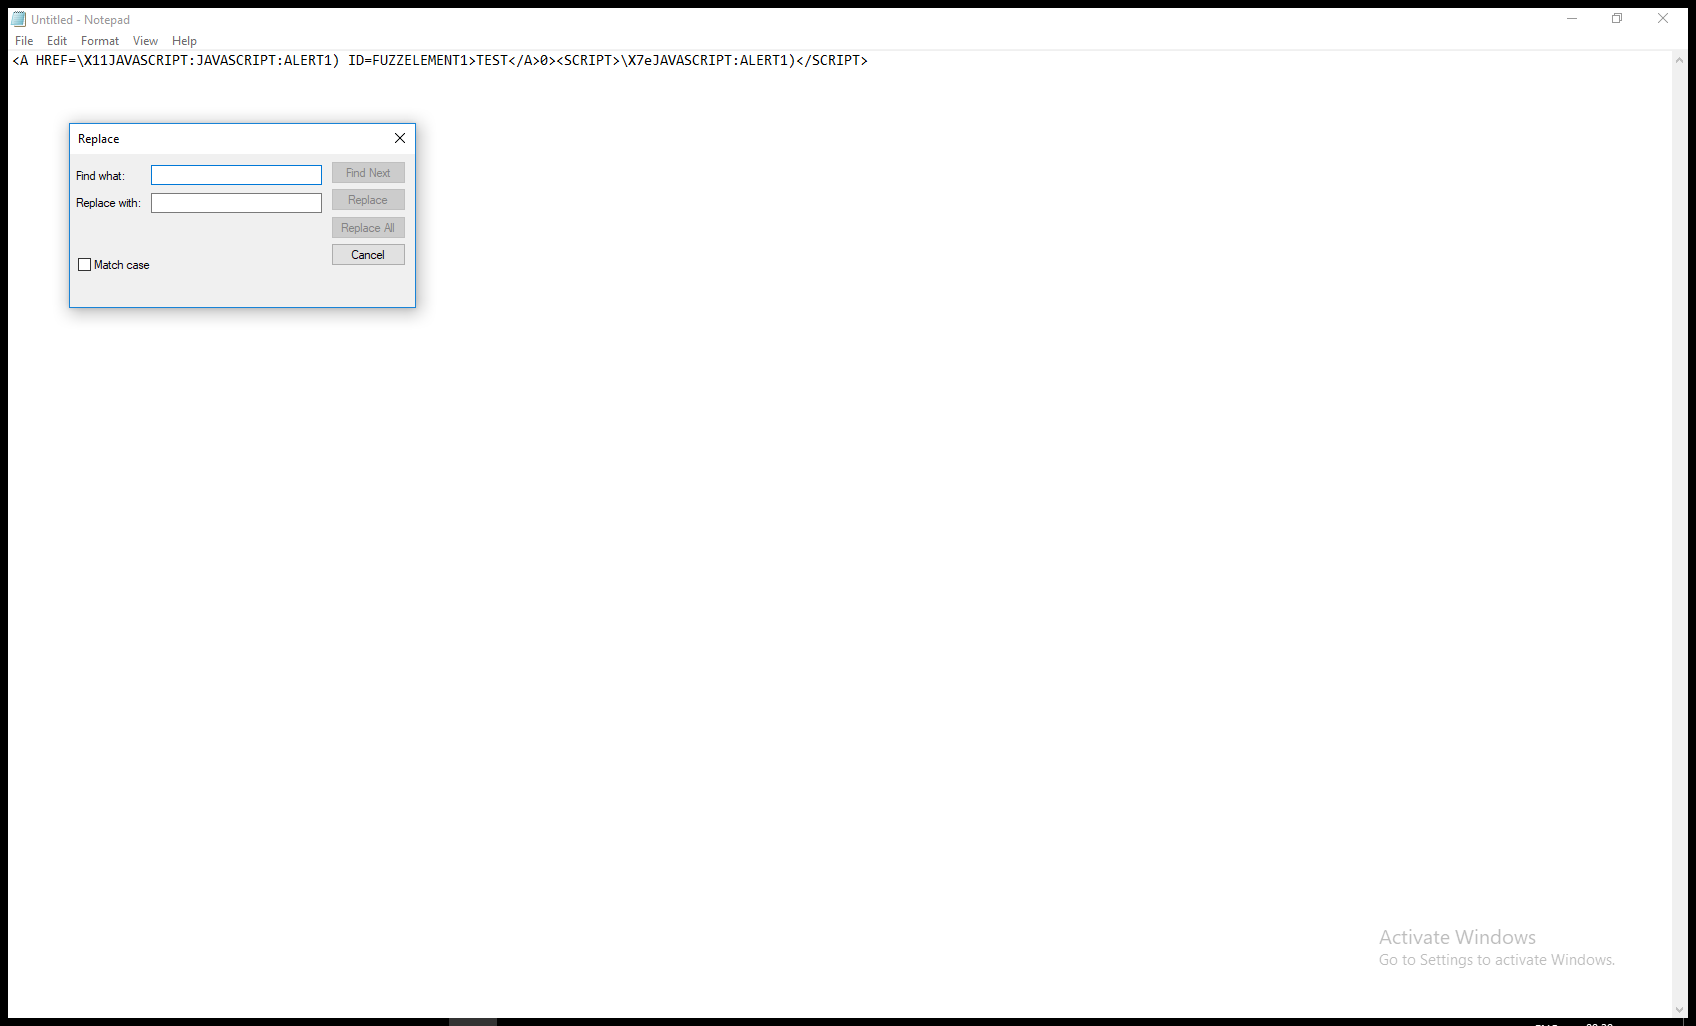 Untitled - Notepad
File Edit Format View Help
<A HREF=\X11JAVASCRIPT:JAVASCRIPT:ALERT1) ID=FUZZELEMENT1>TEST</A>0><SCRIPT>\X7eJAVASCRIPT:ALERT1)</SCRIPT>
Replace
Find what:
Find Next
Replace with:
Replace
Replace All
Cancel
Match case
Activate Windows
Go to Settings to activate Windows.